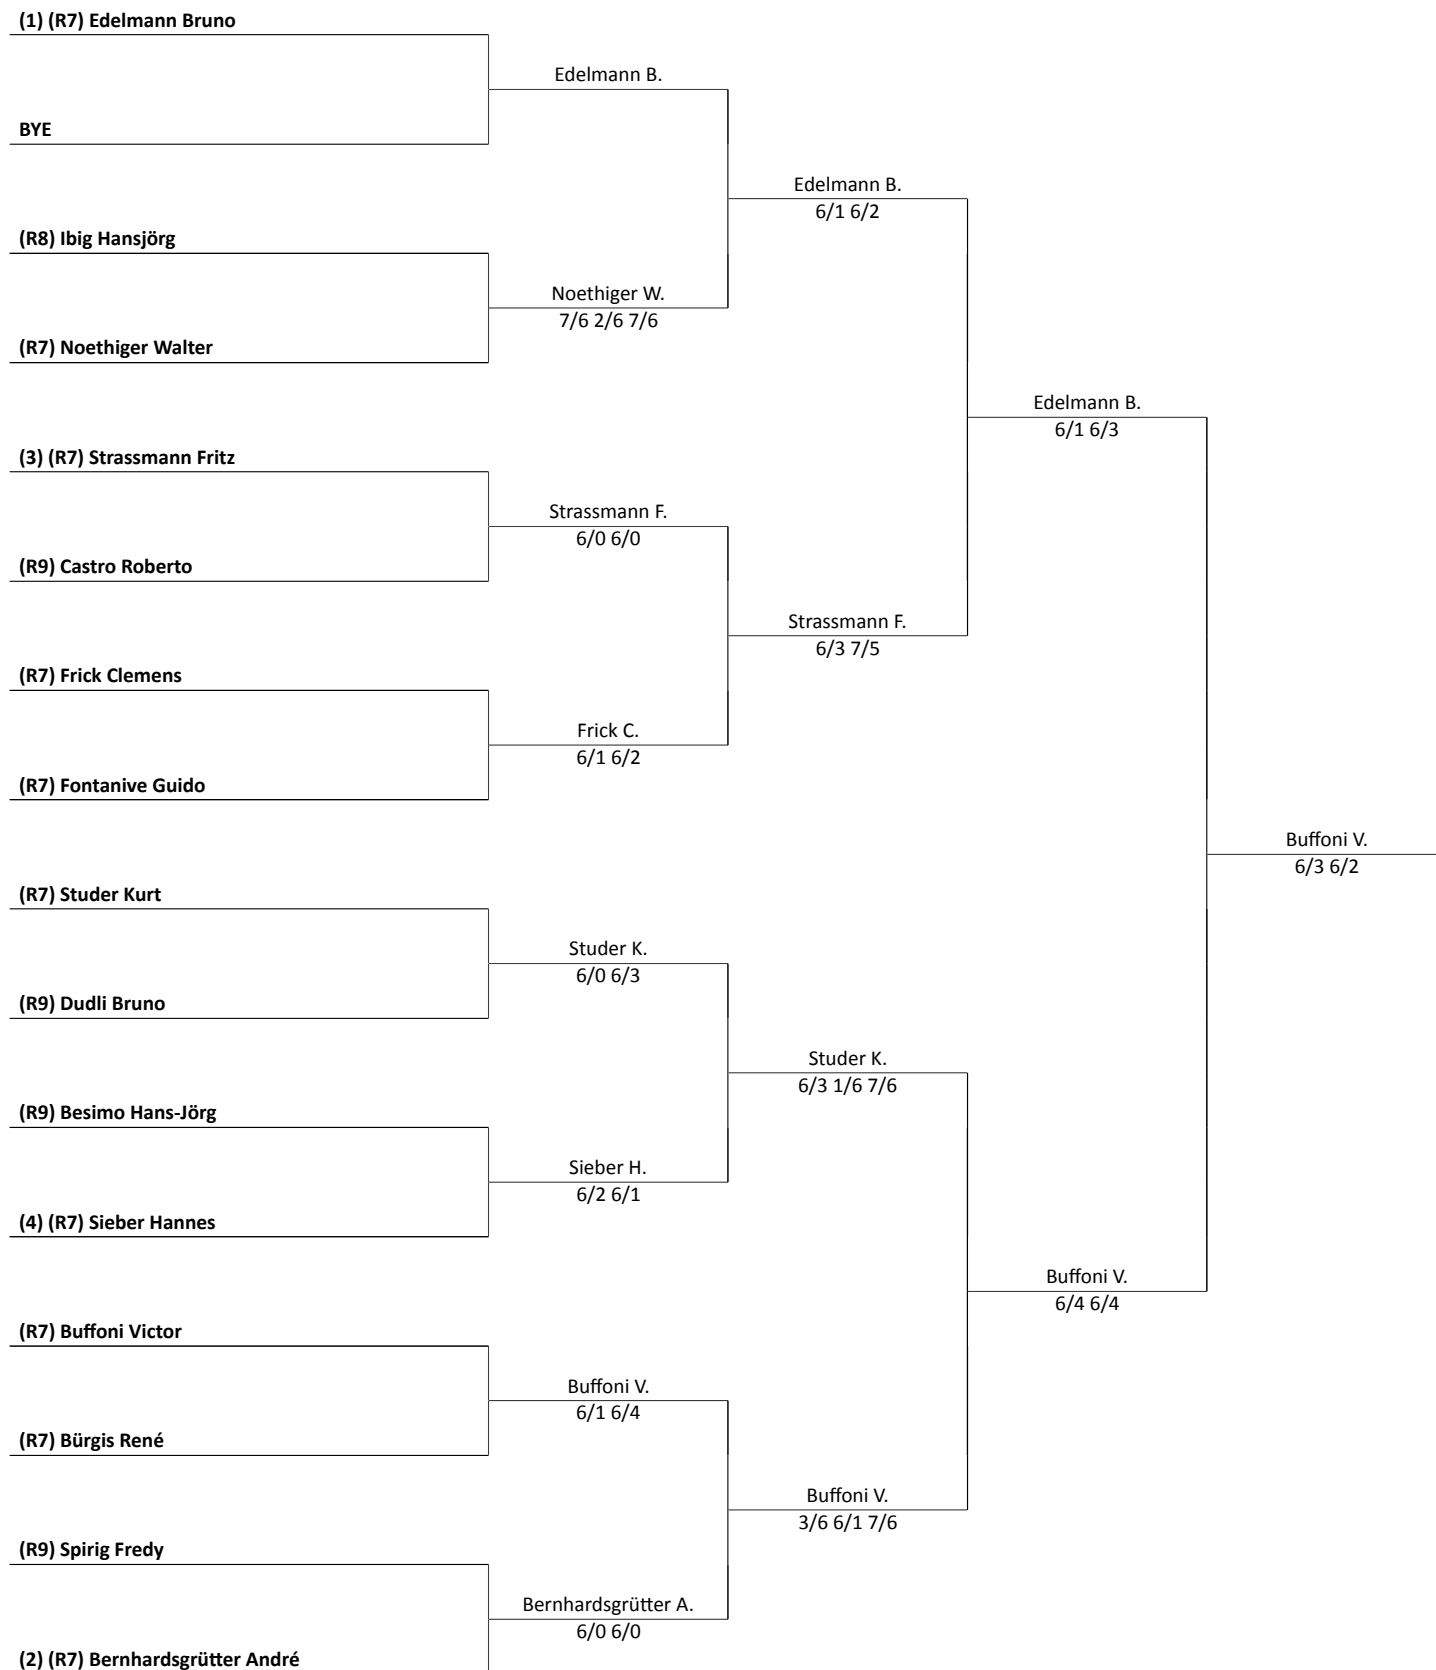 (1) (R7) Edelmann Bruno
Edelmann B.
BYE
Edelmann B.
6/1 6/2
(R8) Ibig Hansjörg
Noethiger W.
7/6 2/6 7/6
(R7) Noethiger Walter
Edelmann B.
6/1 6/3
(3) (R7) Strassmann Fritz
Strassmann F.
6/0 6/0
(R9) Castro Roberto
Strassmann F.
6/3 7/5
(R7) Frick Clemens
Frick C.
6/1 6/2
(R7) Fontanive Guido
Buffoni V.
6/3 6/2
(R7) Studer Kurt
Studer K.
6/0 6/3
(R9) Dudli Bruno
Studer K.
6/3 1/6 7/6
(R9) Besimo Hans-Jörg
Sieber H.
6/2 6/1
(4) (R7) Sieber Hannes
Buffoni V.
6/4 6/4
(R7) Buffoni Victor
Buffoni V.
6/1 6/4
(R7) Bürgis René
Buffoni V.
3/6 6/1 7/6
(R9) Spirig Fredy
Bernhardsgrütter A.
6/0 6/0
(2) (R7) Bernhardsgrütter André